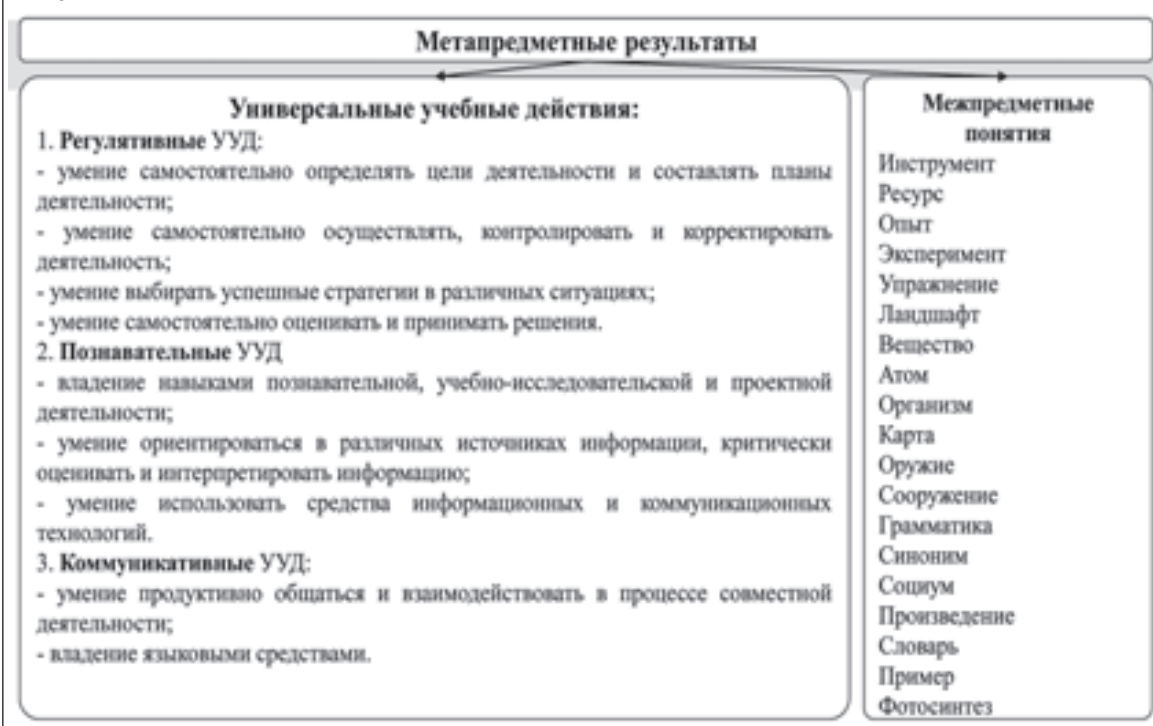 Метапредметные результаты
Универсальные учебные действия:
1. Регулятивные УУД:
- умение самостоятельно определять цели деятельности и составлять планы
деятельности;
- умение самостоятельно осуществлять, контролировать и корректировать
деятельность;
- умение выбирать успешные стратегии в различных ситуациях;
- умение самостоятельно оценивать и принимать решения.
2. Познавательные УУД
- владение навыками познавательной, учебно-исследовательской и проектной
деятельности;
- умение ориентироваться в различных источниках информации, критически
оценивать и интерпретировать информацию;
- умение использовать средства информационных и коммуникационных
технологий.
3. Коммуникативные УУД:
- умение продуктивно общаться и взаимодействовать в процессе совместной
деятельности;
- владение языковыми средствами.
Межпредметные
понятия
Инструмент
Ресурс
Опыт
Эксперимент
Упражнение
Ландшафт
Вещество
Атом
Организм
Карта
Оружие
Сооружение
Грамматика
Синоним
Социум
Произведение
Словарь
Пример
Фотосинтез